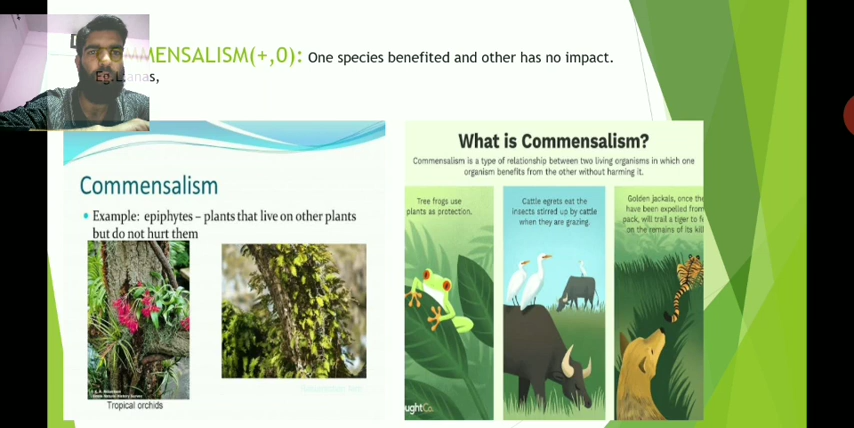 MMENSALISM(+,0): One species benefited and other has no impact.
Eg.Lianas,
Commensalism
• Example: epiphytes – plants that live on other plants
but do not hurt them
Tropical orchids
What is Commensalism?
Commensalism is a type of relationship between two living organisms in which one
organism benefits from the other without harming it.
Tree frogs use
plants as protection.
Cattle egrets eat the
insects stirred up by cattle
when they are grazing.
Golden jackals, once the
have been expelled from
pack, will trail a tiger to fe
on the remains of its kill
ughtCo.